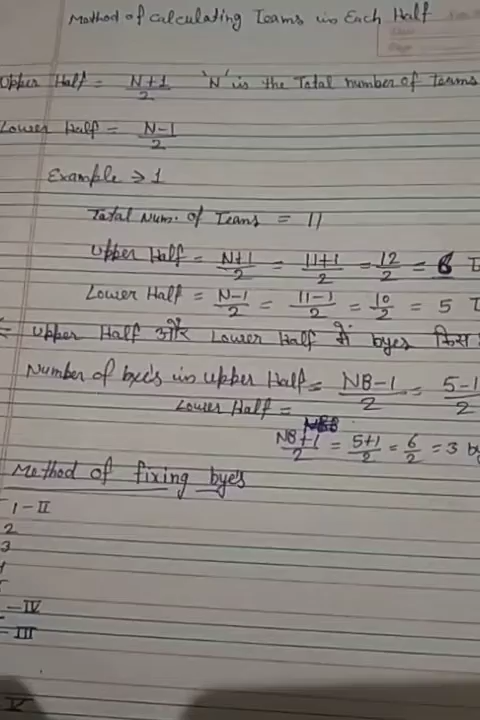 Method of calculating Teams in Each Half
Upper Half = N+1/2 'N' is the Total number of teams
Lower Half = N-1/2
Example → 1
Total Num. of Teams = 11
Upper Half = N+1/2 = 11+1/2 = 12/2 = 6 T
Lower Half = N-1/2 = 11-1/2 = 10/2 = 5 T
= Upper Half और Lower Half में byes किस
Number of bye's in Upper Half = NB-1/2 = 5-1/2
Lower Half =
NB+1/2 = 5+1/2 = 6/2 = 3 by
Method of fixing bye's
1-II
2
3
-IV
= III
V